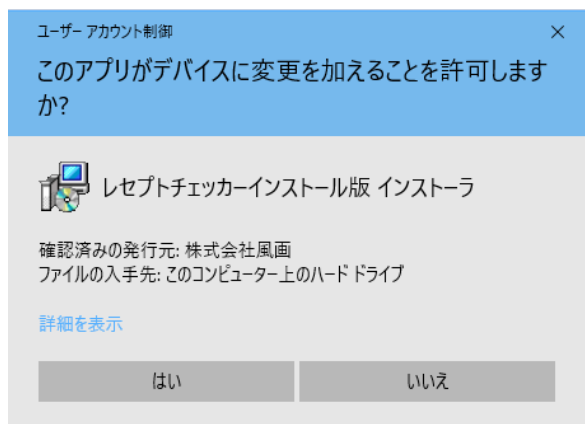 ユーザー アカウント制御
このアプリがデバイスに変更を加えることを許可します
か?
レセプトチェッカーインストール版 インストーラ
確認済みの発行元: 株式会社風画
ファイルの入手先: このコンピューター上のハード ドライブ
詳細を表示
はい
いいえ